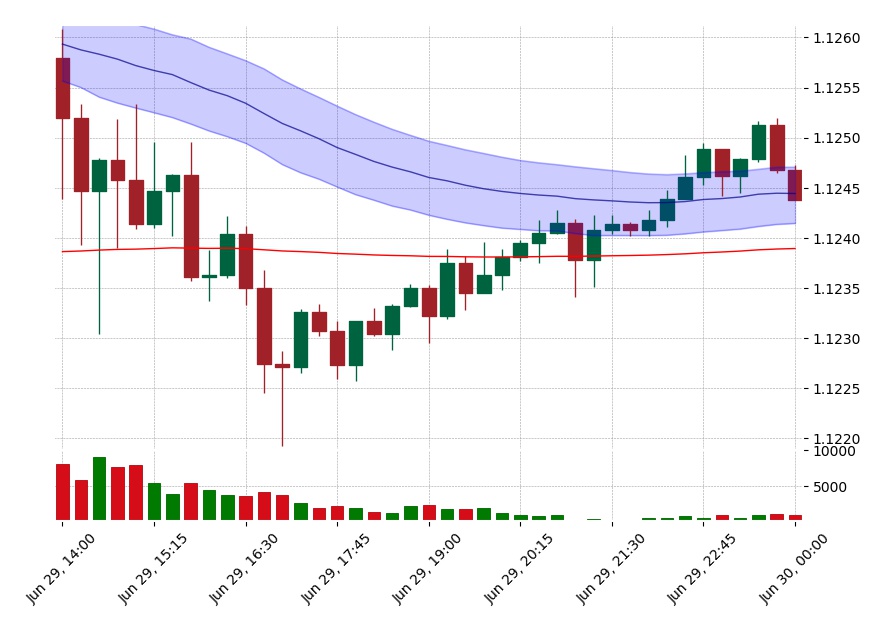 1.1260
1.1255
1.1250
1.1245
1.1240
1.1235
1.1230
1.1225
1.1220
10000
5000
Jun 29, 14:00
Jun 29, 15:15
Jun 29, 16:30
Jun 29, 17:45
Jun 29, 19:00
Jun 29, 20:15
Jun 29, 21:30
Jun 29, 22:45
Jun 30, 00:00